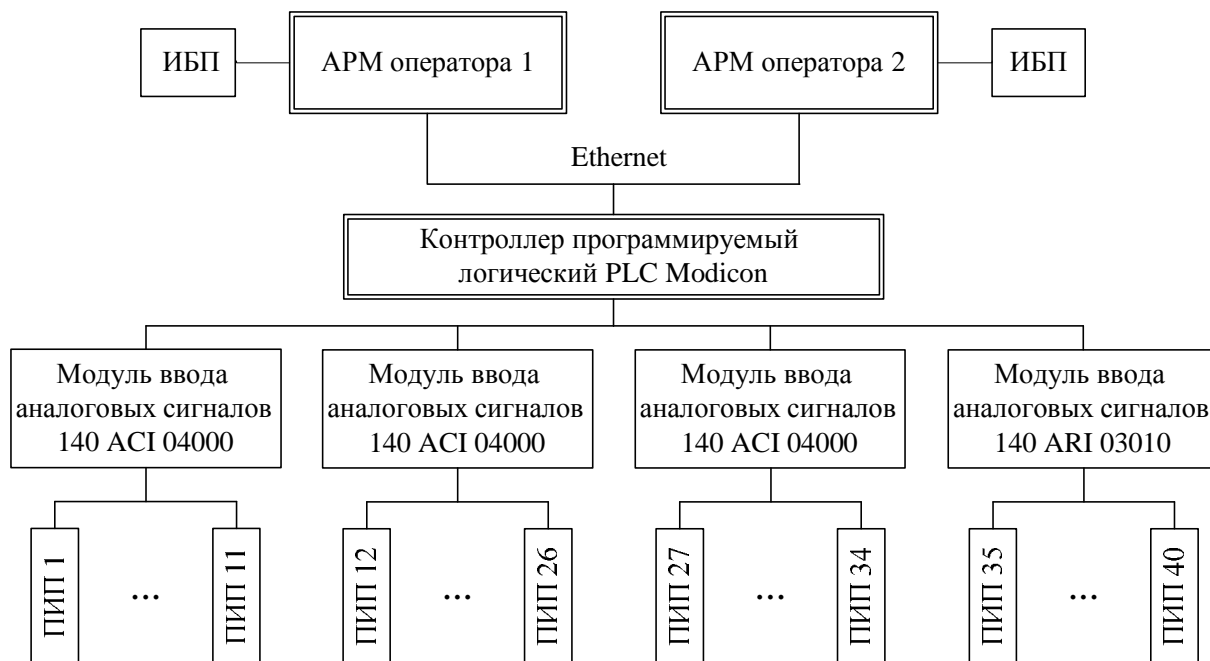 ИБП
АРМ оператора 1
АРМ оператора 2
ИБП
Ethernet
Контроллер программируемый
логический PLC Modicon
Модуль ввода
аналоговых сигналов
140 ACI 04000
Модуль ввода
аналоговых сигналов
140 ACI 04000
Модуль ввода
аналоговых сигналов
140 ACI 04000
Модуль ввода
аналоговых сигналов
140 ARI 03010
ПИП 1
...
ПИП 11
ПИП 12
...
ПИП 26
ПИП 27
...
ПИП 34
ПИП 35
...
ПИП 40